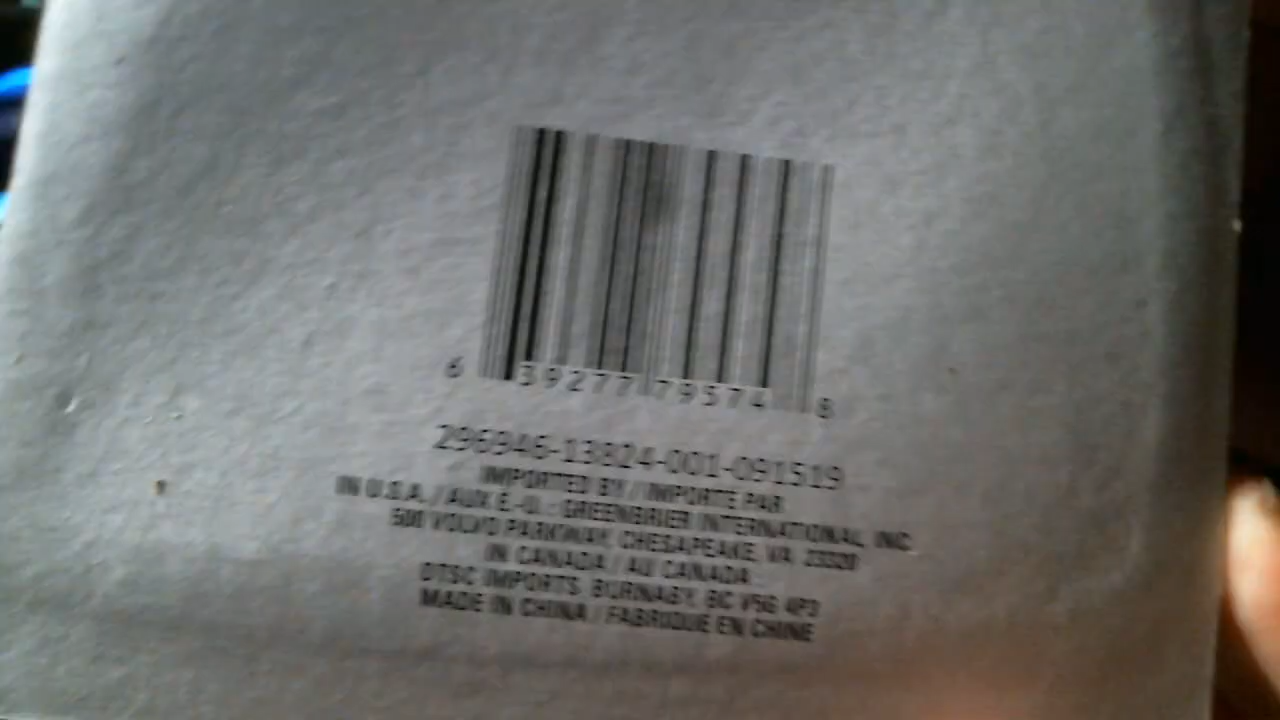 6 39277 79574 8
296946-13824-001-091519
IMPORTED BY / IMPORTE PAR
IN U.S.A. / AUX E.-U. : GREENBRIER INTERNATIONAL, INC.
500 VOLVO PARKWAY, CHESAPEAKE, VA 23320
IN CANADA / AU CANADA :
DTSC IMPORTS, BURNABY, BC V5G 4P3
MADE IN CHINA / FABRIQUE EN CHINE